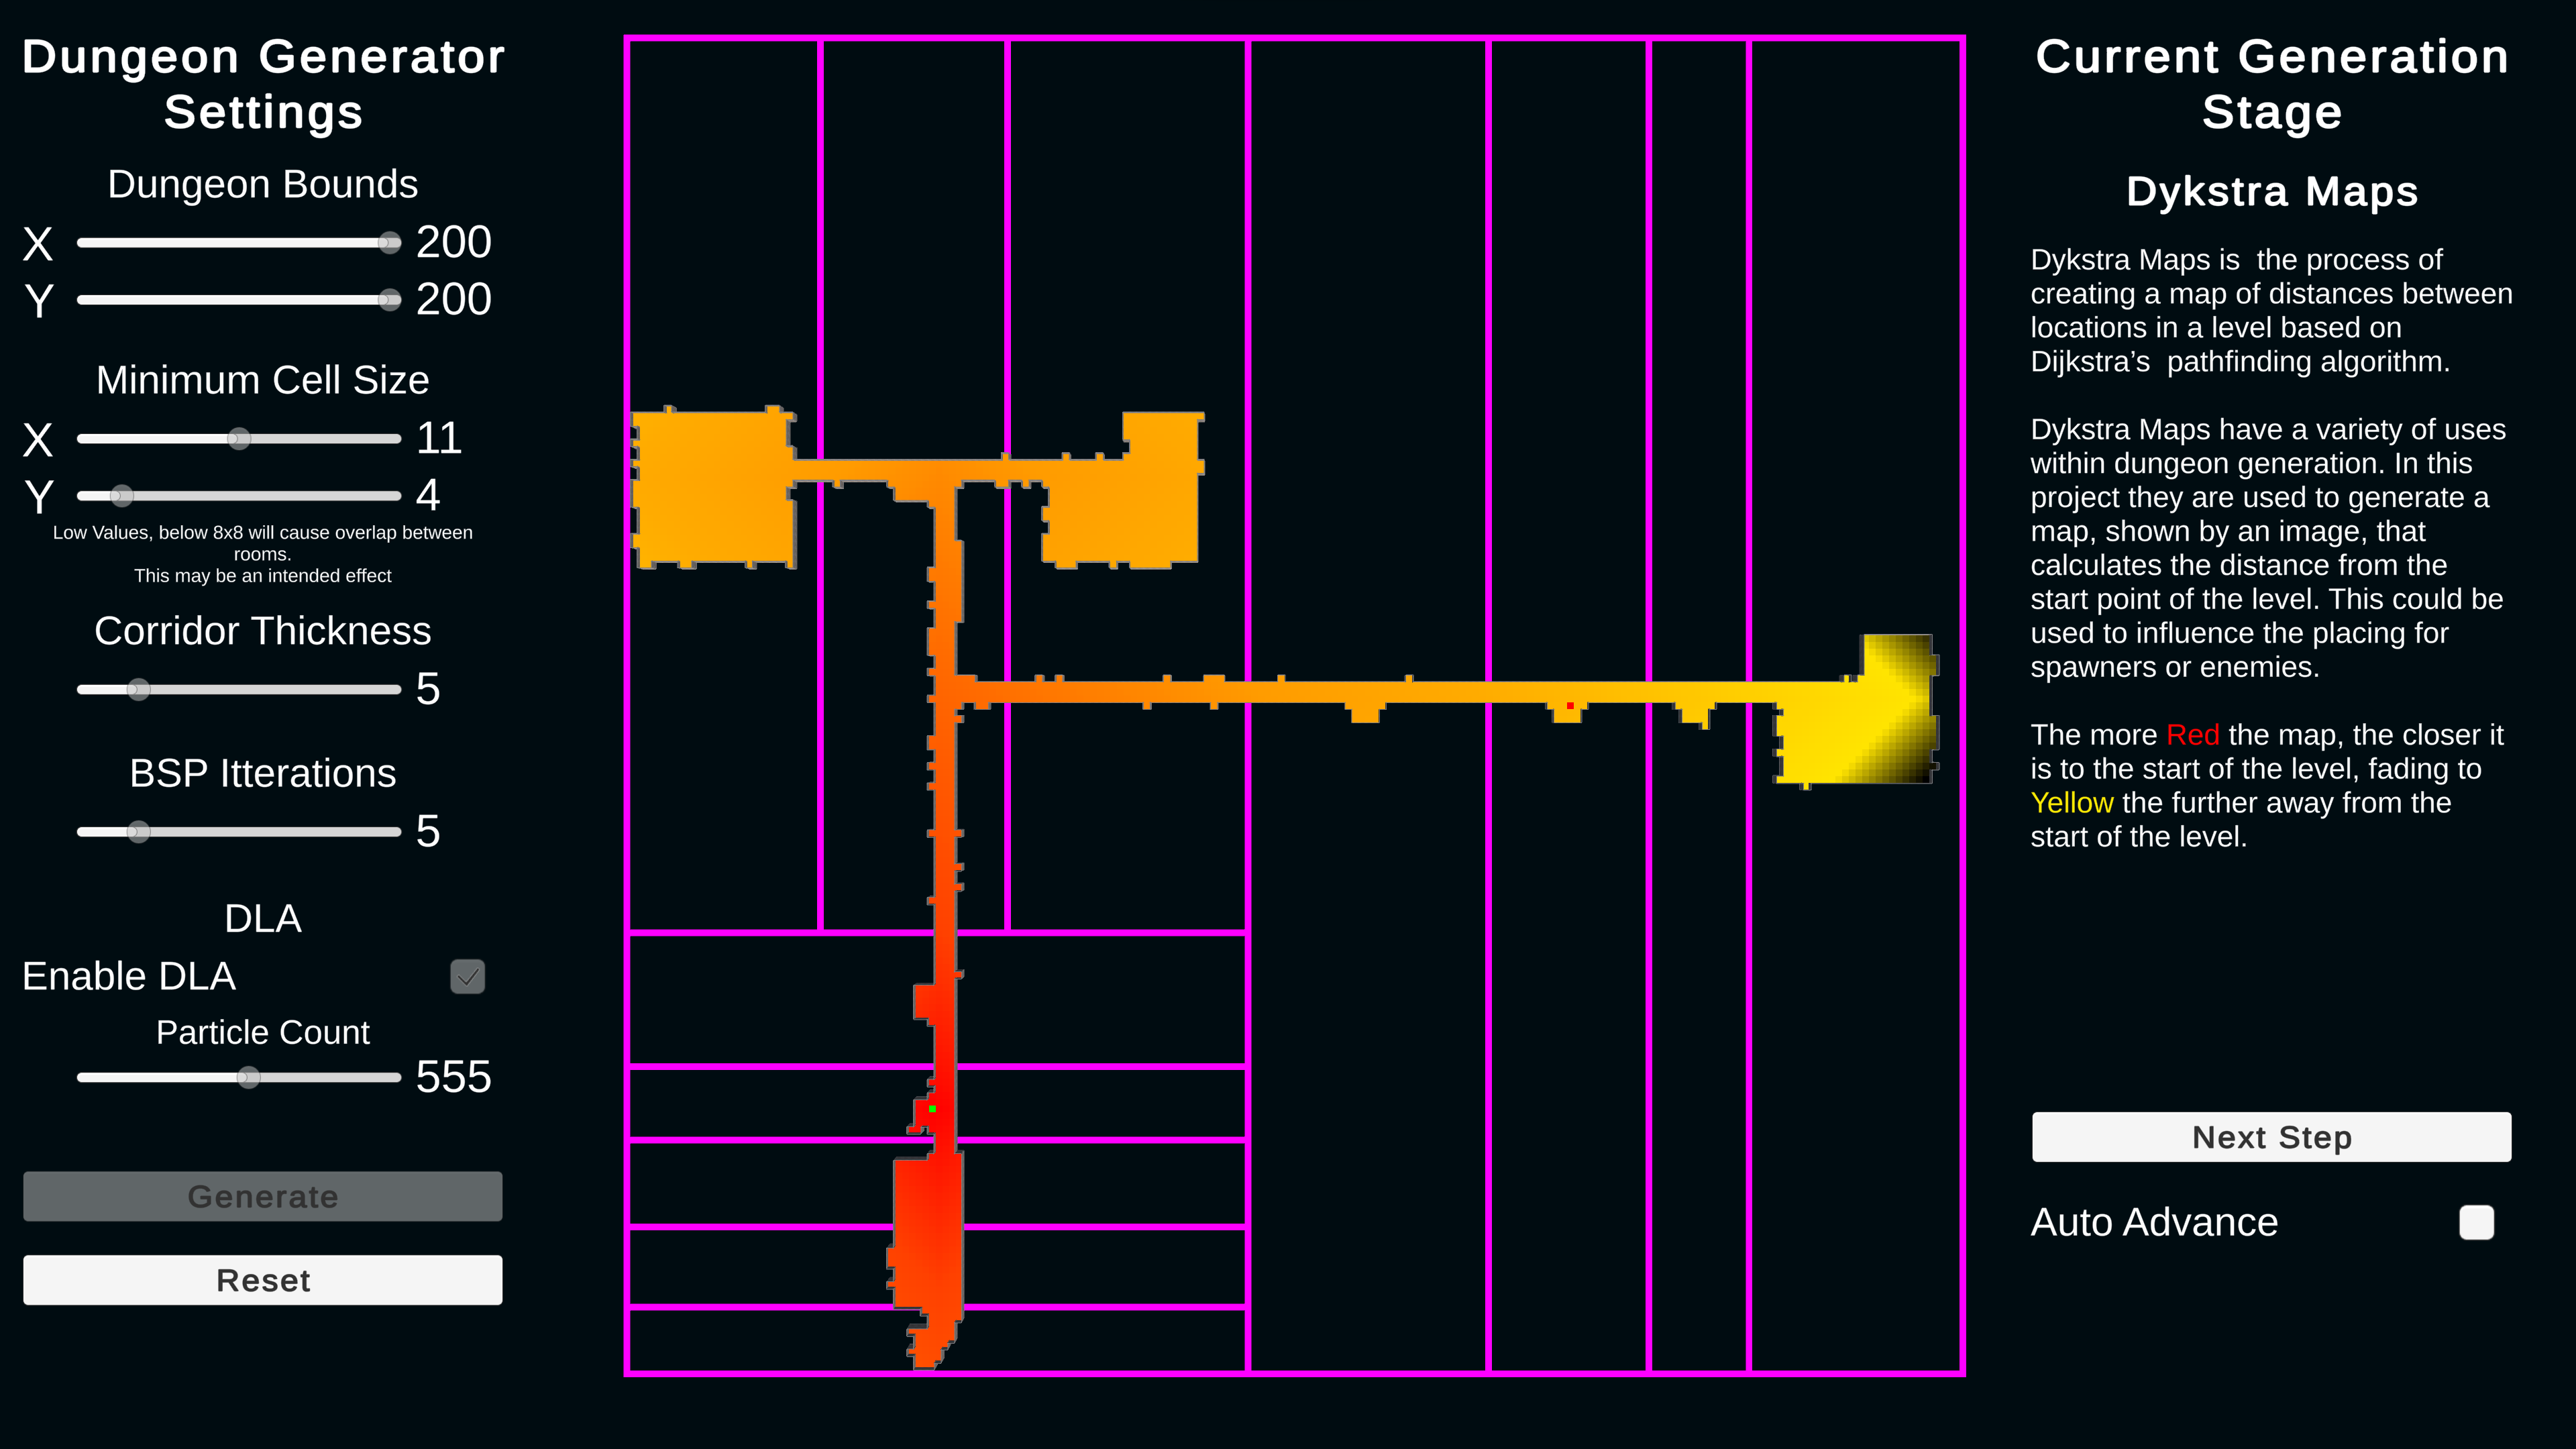 Dungeon Generator
Settings
Dungeon Bounds
X 200
Y 200
Minimum Cell Size
X 11
Y 4
Low Values, below 8x8 will cause overlap between
rooms.
This may be an intended effect
Corridor Thickness
5
BSP Itterations
5
DLA
Enable DLA
Particle Count
555
Generate
Reset
Current Generation
Stage
Dykstra Maps
Dykstra Maps is  the process of
creating a map of distances between
locations in a level based on
Dijkstra’s  pathfinding algorithm.
Dykstra Maps have a variety of uses
within dungeon generation. In this
project they are used to generate a
map, shown by an image, that
calculates the distance from the
start point of the level. This could be
used to influence the placing for
spawners or enemies.
The more Red the map, the closer it
is to the start of the level, fading to
Yellow the further away from the
start of the level.
Next Step
Auto Advance